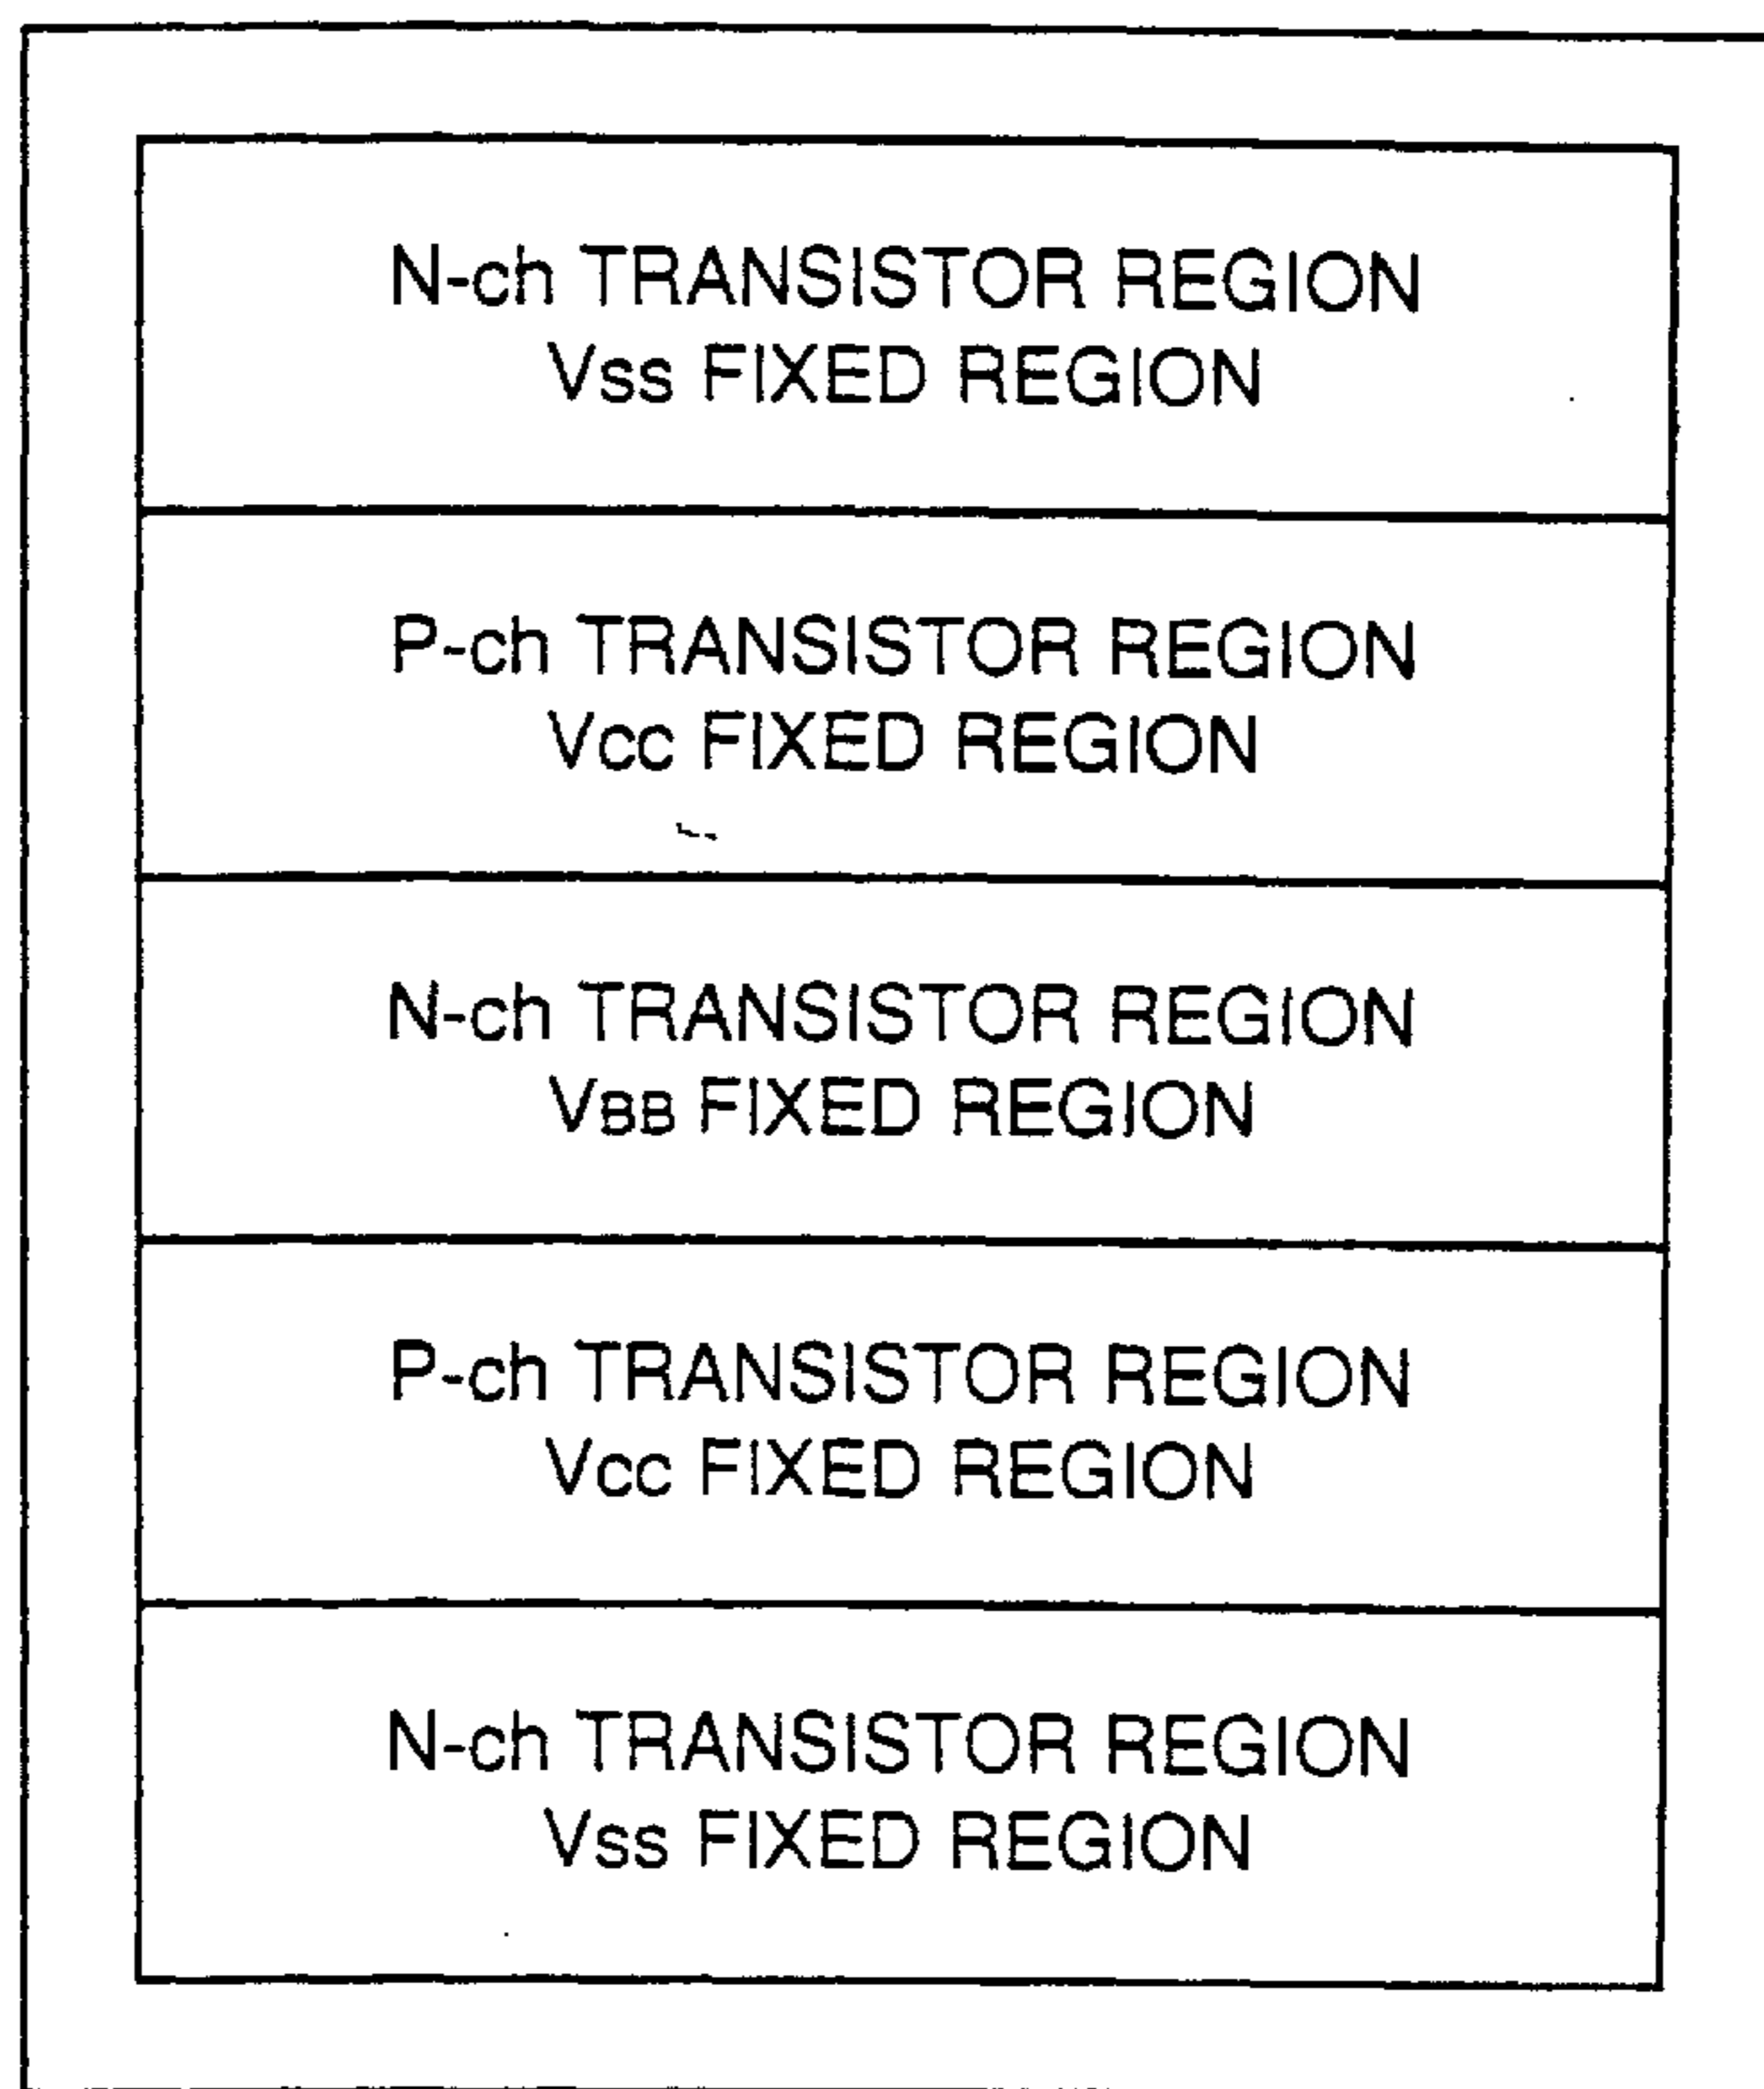 N-ch TRANSISTOR REGION
Vss FIXED REGION
P-ch TRANSISTOR REGION
Vcc FIXED REGION
N-ch TRANSISTOR REGION
VBB FIXED REGION
P-ch TRANSISTOR REGION
Vcc FIXED REGION
N-ch TRANSISTOR REGION
Vss FIXED REGION